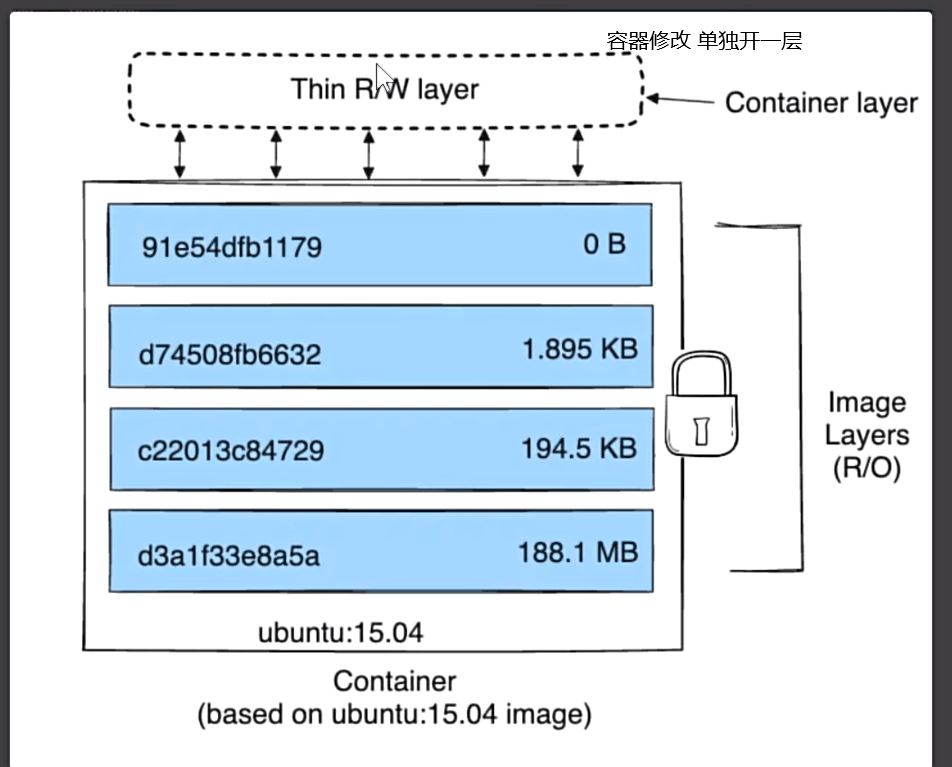 容器修改 单独开一层
Thin R/W layer
Container layer
91e54dfb1179 0 B
d74508fb6632 1.895 KB
c22013c84729 194.5 KB
d3a1f33e8a5a 188.1 MB
Image
Layers
(R/O)
ubuntu:15.04
Container
(based on ubuntu:15.04 image)